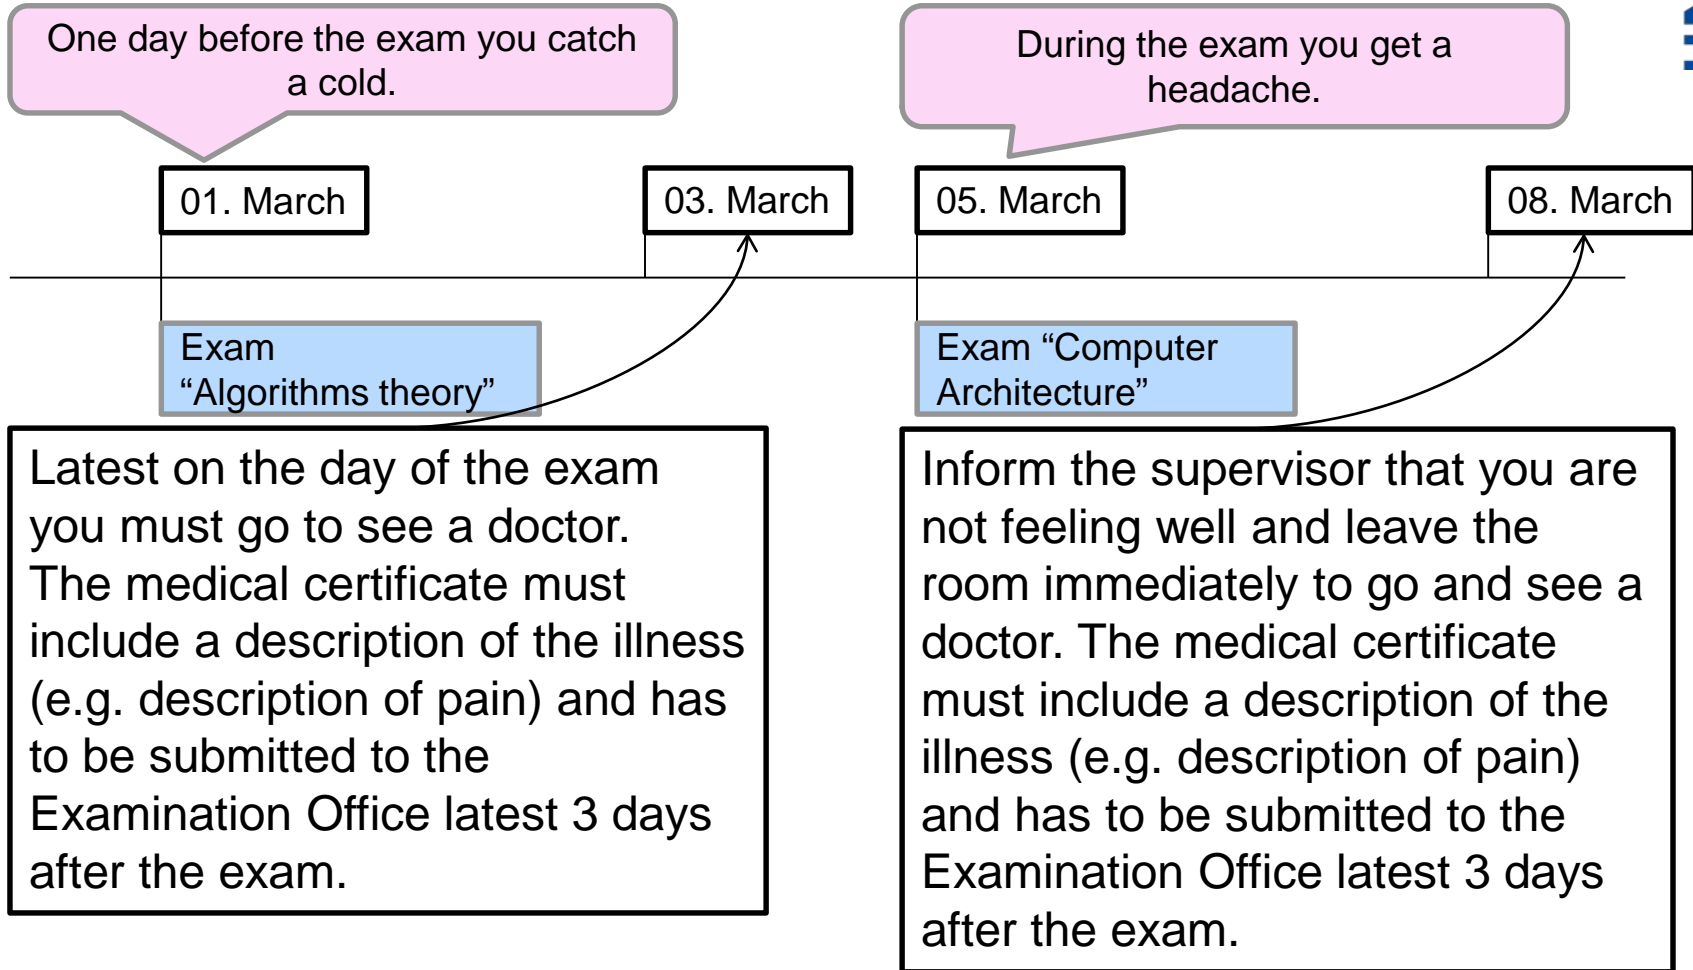 One day before the exam you catch
a cold.
During the exam you get a
headache.
01. March
03. March
05. March
08. March
Exam
“Algorithms theory”
Exam “Computer
Architecture”
Latest on the day of the exam
you must go to see a doctor.
The medical certificate must
include a description of the illness
(e.g. description of pain) and has
to be submitted to the
Examination Office latest 3 days
after the exam.
Inform the supervisor that you are
not feeling well and leave the
room immediately to go and see a
doctor. The medical certificate
must include a description of the
illness (e.g. description of pain)
and has to be submitted to the
Examination Office latest 3 days
after the exam.